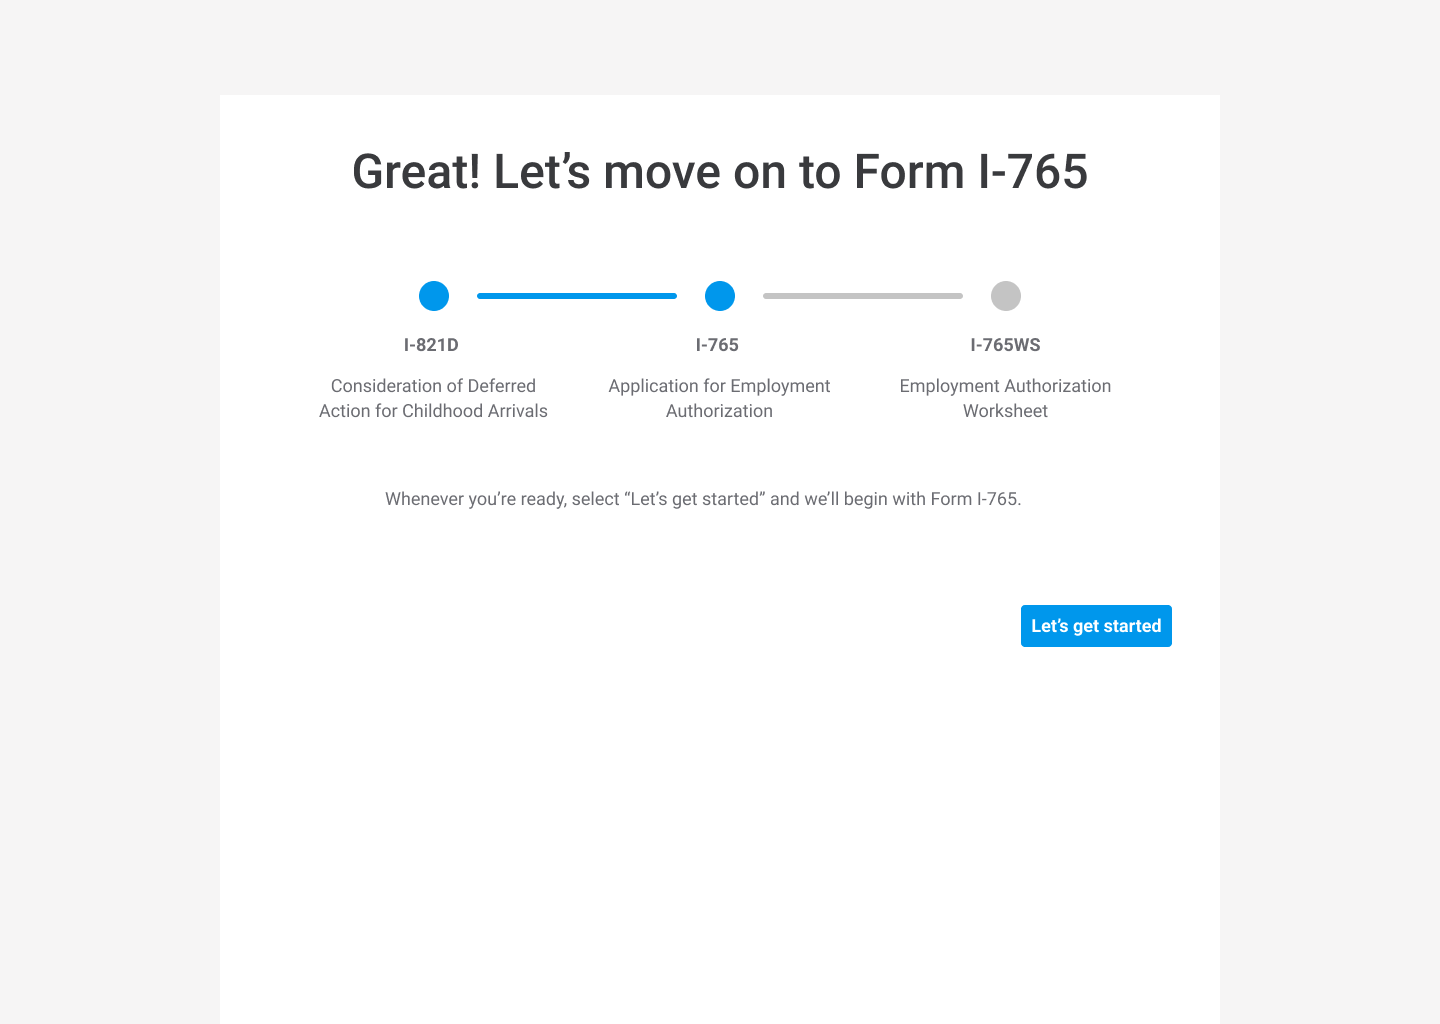 Great! Let’s move on to Form I-765
I-821D
Consideration of Deferred
Action for Childhood Arrivals
I-765
Application for Employment
Authorization
I-765WS
Employment Authorization
Worksheet
Whenever you’re ready, select “Let’s get started” and we’ll begin with Form I-765.
Let’s get started